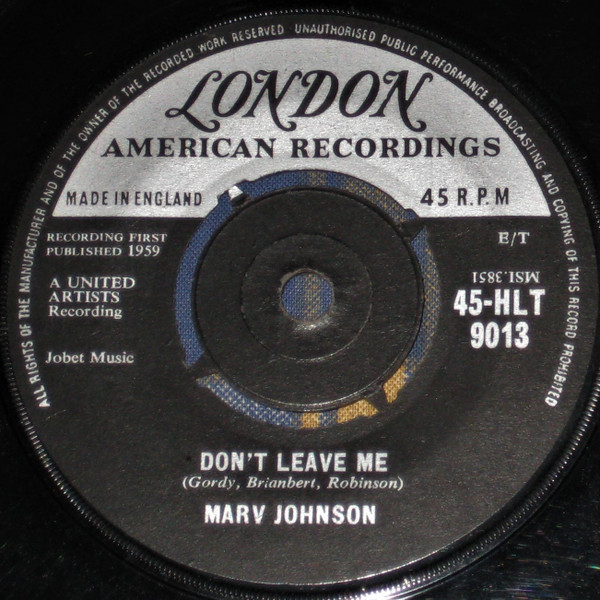 ALL RIGHTS OF THE MANUFACTURER AND OF THE OWNER OF THE RECORDED WORK RESERVED · UNAUTHORISED PUBLIC PERFORMANCE BROADCASTING AND COPYING OF THIS RECORD PROHIBITED
LONDON
AMERICAN RECORDINGS
MADE IN ENGLAND
45 R.P.M
RECORDING FIRST
PUBLISHED 1959
E/T
A UNITED
ARTISTS
Recording
MSL.3851
45-HLT
9013
Jobet Music
DON'T LEAVE ME
(Gordy, Brianbert, Robinson)
MARV JOHNSON